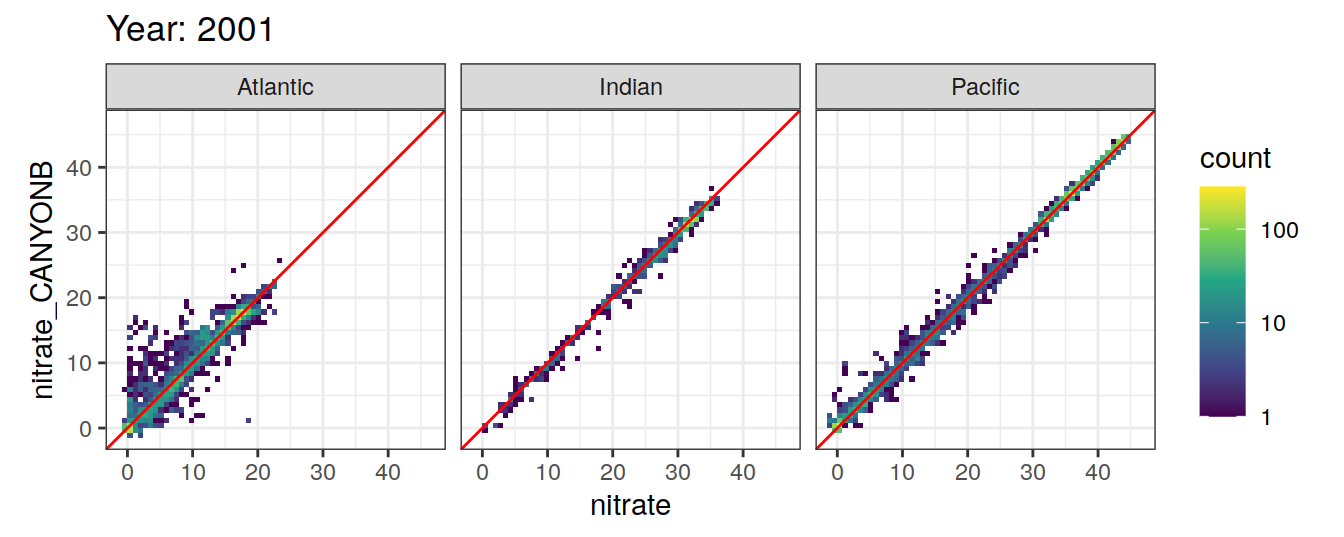 Year: 2001
Atlantic
Indian
Pacific
nitrate_CANYONB
40
30
20
10
0
0 10 20 30 40
0 10 20 30 40
0 10 20 30 40
nitrate
count
100
10
1